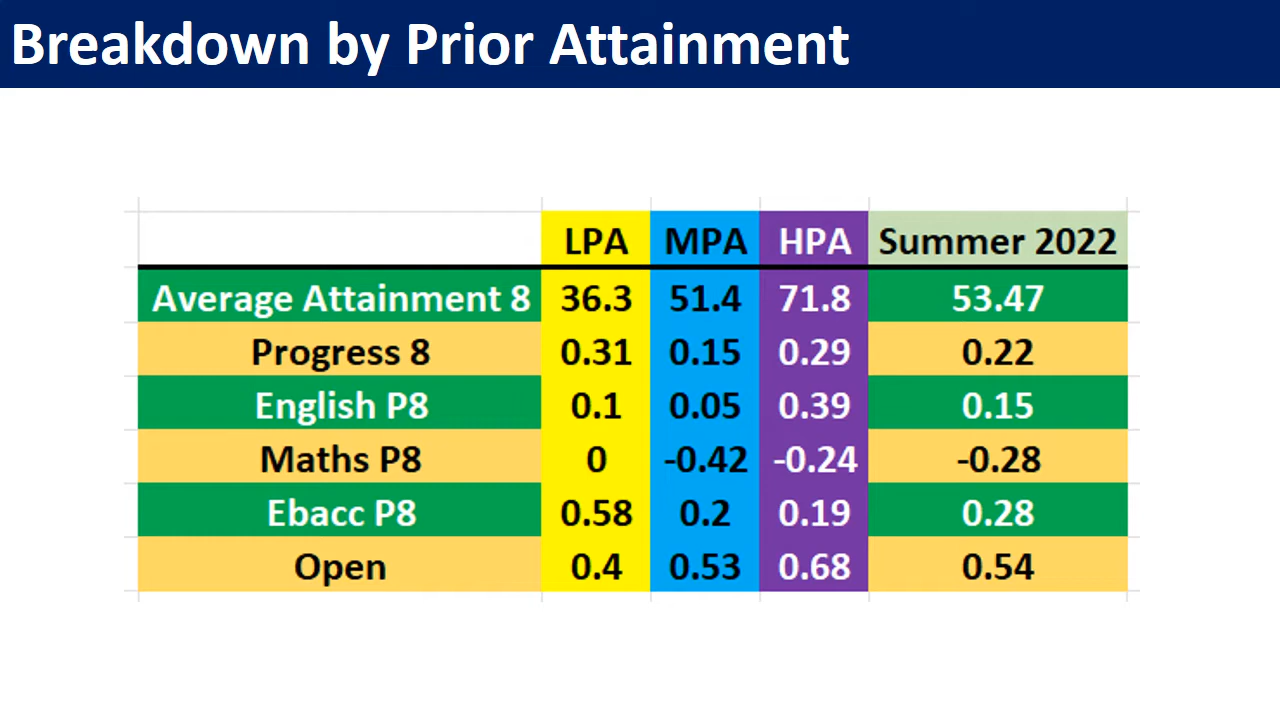 Breakdown by Prior Attainment
LPA MPA HPA Summer 2022
Average Attainment 8 36.3 51.4 71.8 53.47
Progress 8 0.31 0.15 0.29 0.22
English P8 0.1 0.05 0.39 0.15
Maths P8 0 -0.42 -0.24 -0.28
Ebacc P8 0.58 0.2 0.19 0.28
Open 0.4 0.53 0.68 0.54